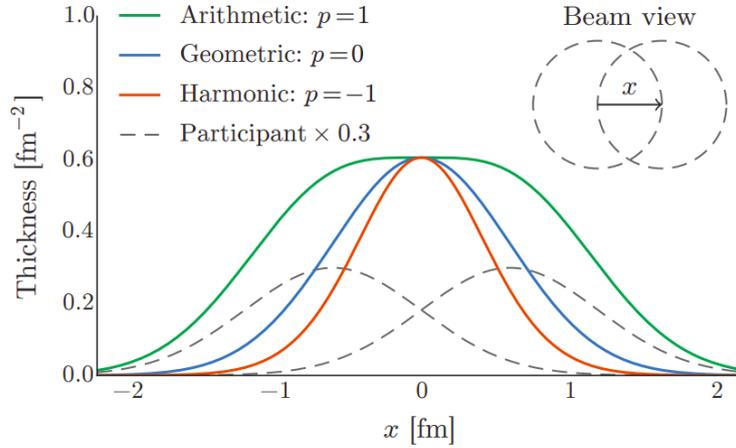 1.0
0.8
0.6
0.4
0.2
0.0
Thickness [fm⁻²]
Arithmetic: p=1
Geometric: p=0
Harmonic: p=−1
Participant × 0.3
Beam view
x
−2 −1 0 1 2
x [fm]